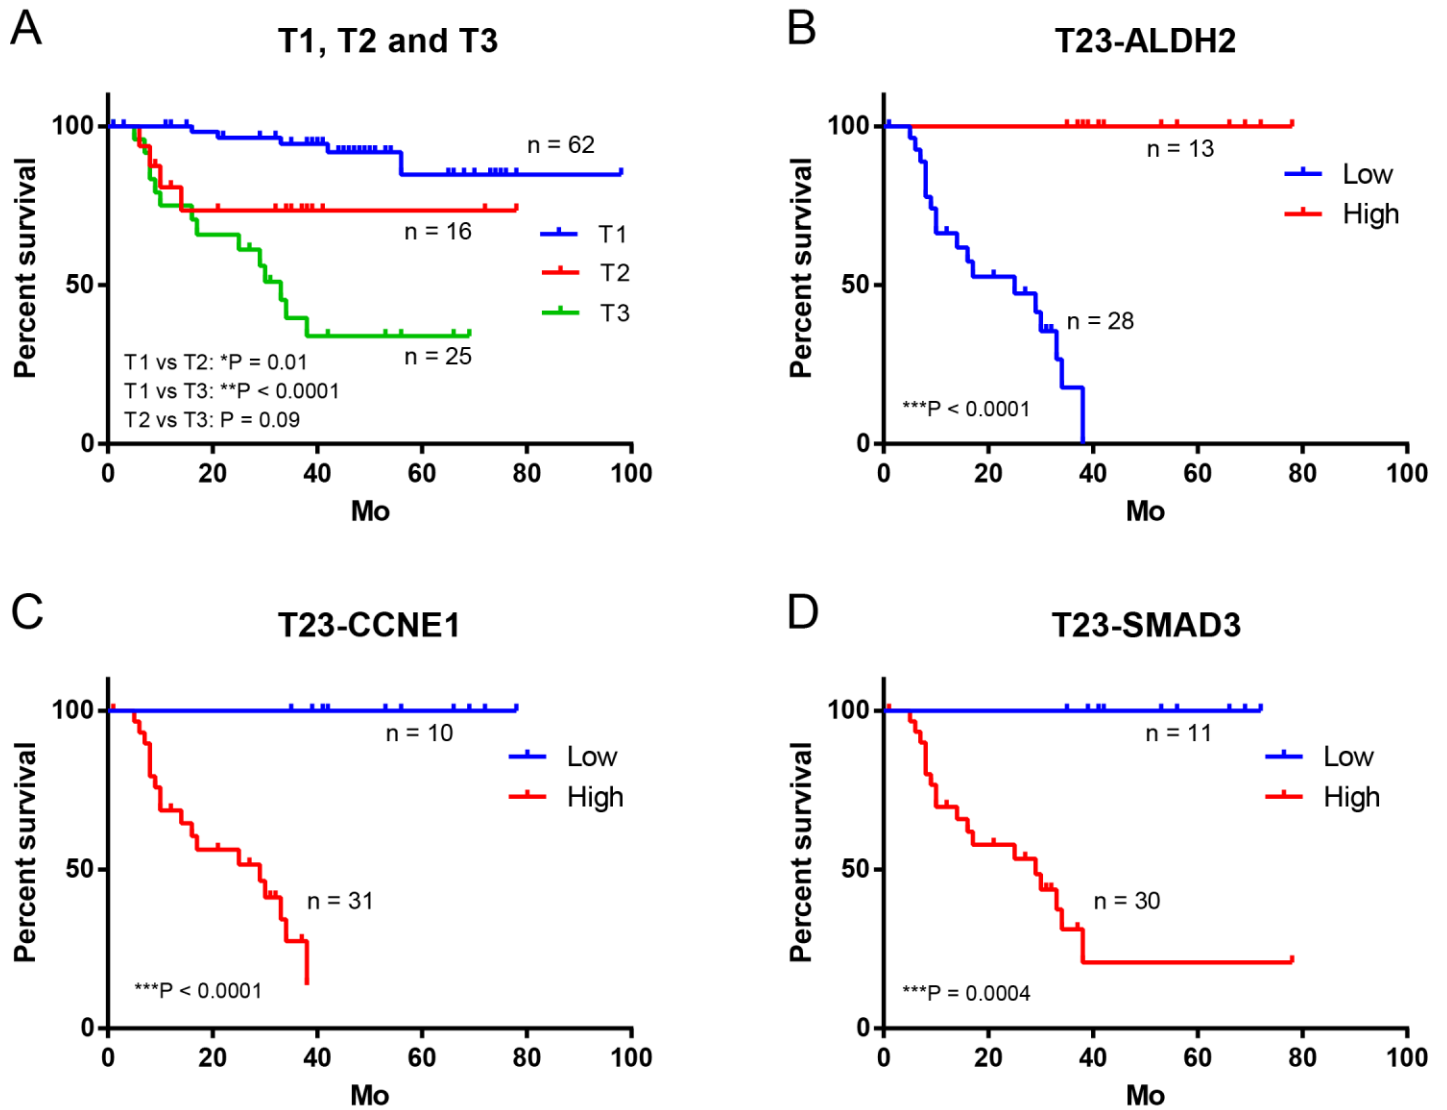 A
T1, T2 and T3
Percent survival
100
50
0
n = 62
n = 16
n = 25
T1
T2
T3
T1 vs T2: *P = 0.01
T1 vs T3: **P < 0.0001
T2 vs T3: P = 0.09
0 20 40 60 80 100
Mo
B
T23-ALDH2
Percent survival
100
50
0
n = 13
Low
High
n = 28
***P < 0.0001
0 20 40 60 80 100
Mo
C
T23-CCNE1
Percent survival
100
50
0
n = 10
Low
High
n = 31
***P < 0.0001
0 20 40 60 80 100
Mo
D
T23-SMAD3
Percent survival
100
50
0
n = 11
Low
High
n = 30
***P = 0.0004
0 20 40 60 80 100
Mo